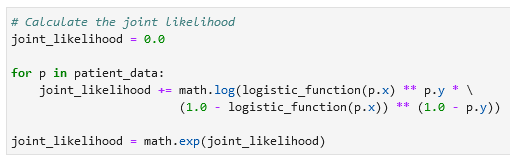 # Calculate the joint likelihood
joint_likelihood = 0.0
for p in patient_data:
    joint_likelihood += math.log(logistic_function(p.x) ** p.y * \
                        (1.0 - logistic_function(p.x)) ** (1.0 - p.y))
joint_likelihood = math.exp(joint_likelihood)